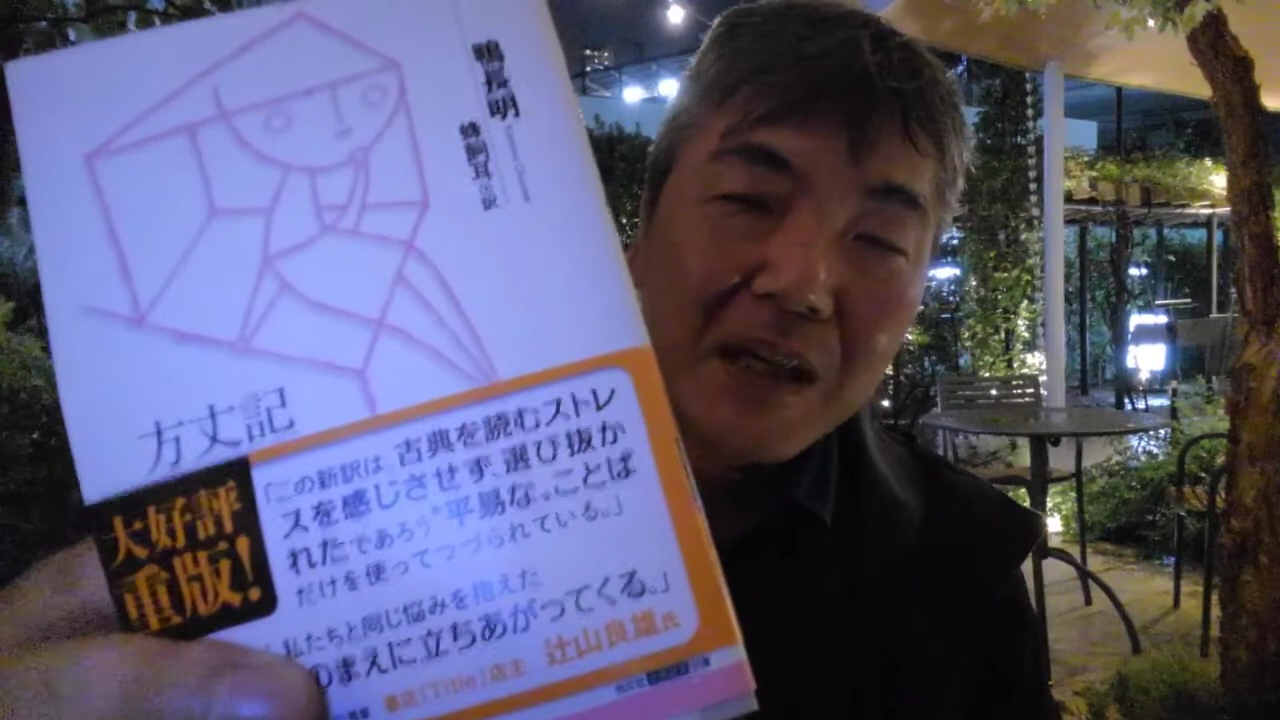 鴨長明
蜂飼耳 訳
方丈記
大好評
重版!
「この新訳は、古典を読むストレ
スを感じさせず、選び抜か
れたであろう“平易な”ことば
だけを使ってつづられている。」
私たちと同じ悩みを抱えた
のまえに立ちあがってくる。」
書店「Title」店主 辻山良雄氏